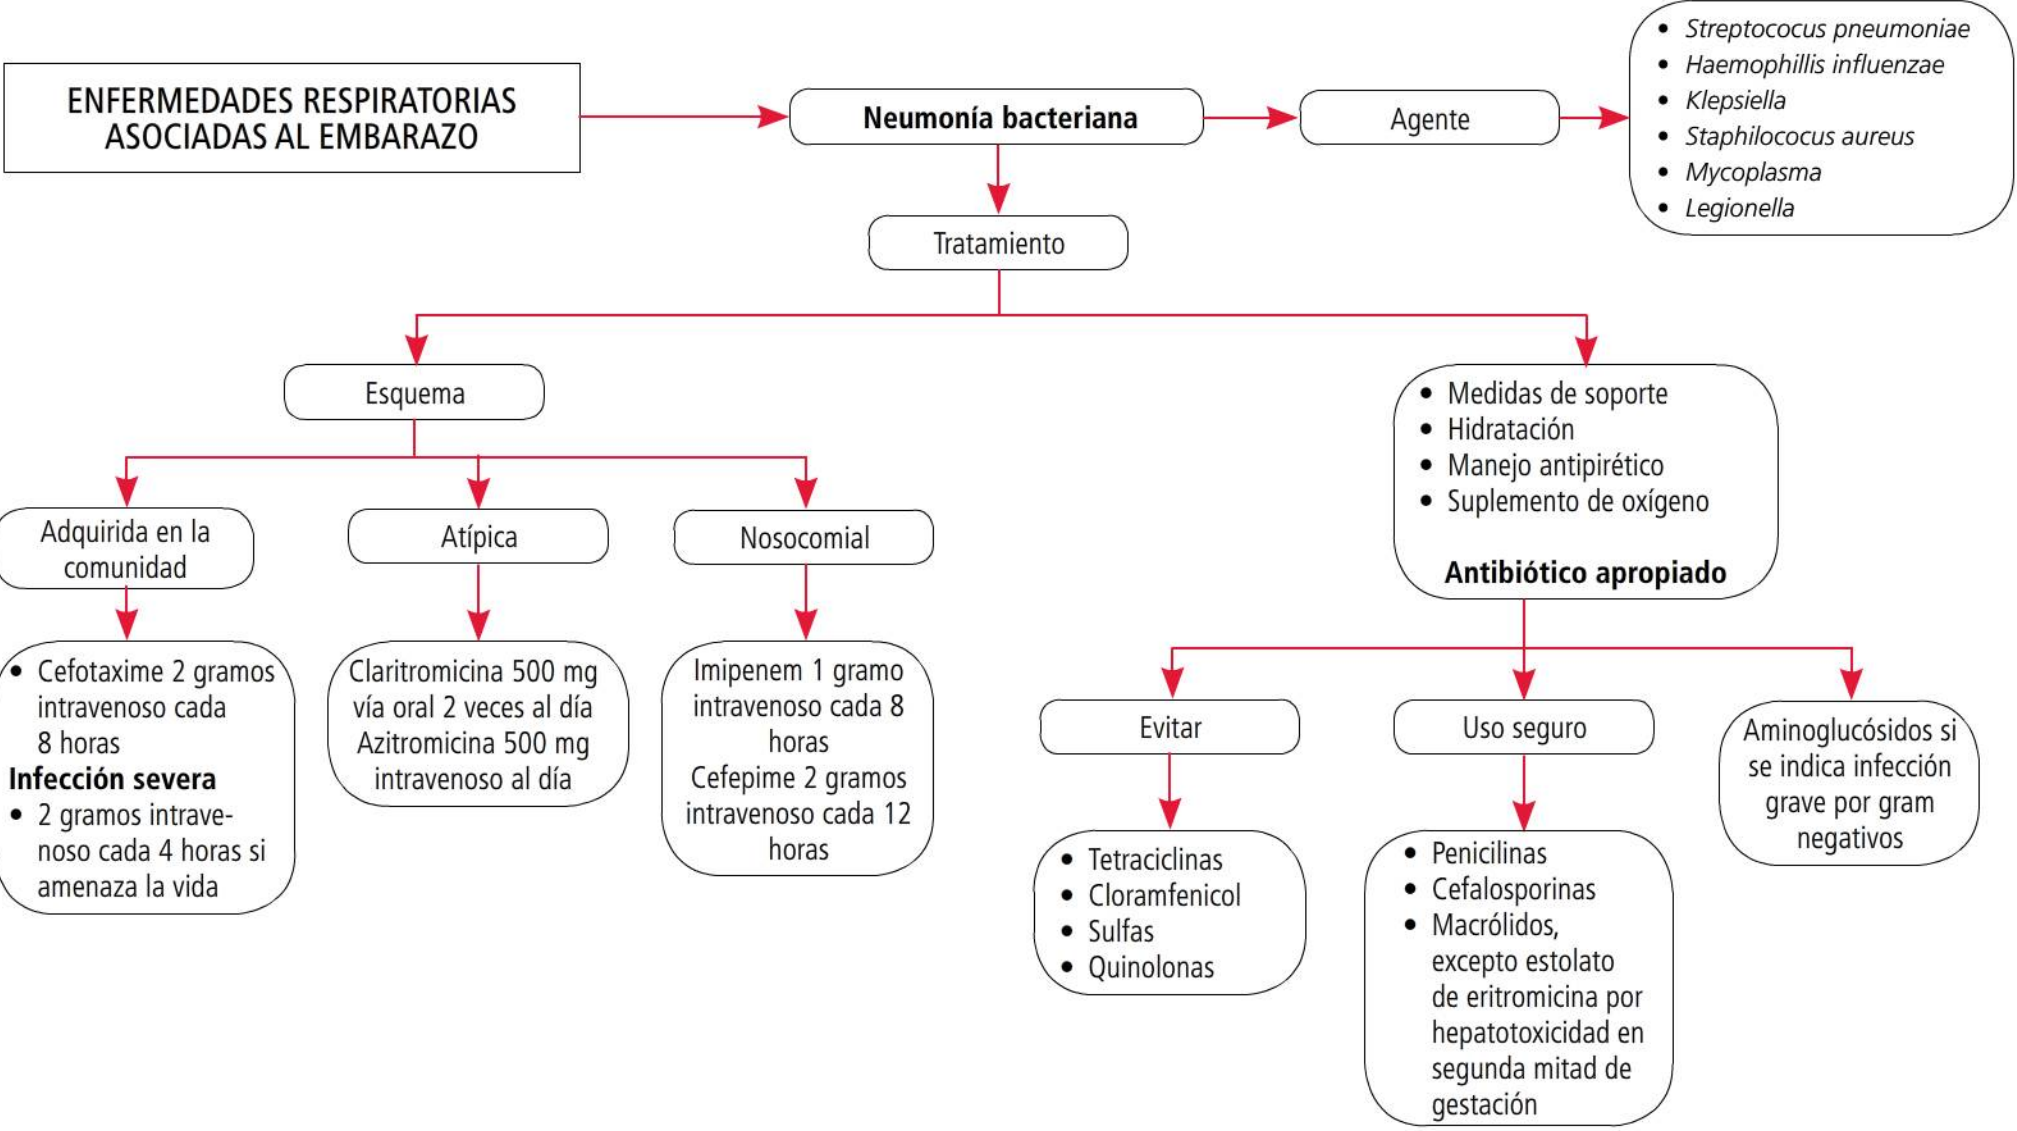 ENFERMEDADES RESPIRATORIAS
ASOCIADAS AL EMBARAZO
Neumonía bacteriana
Agente
• Streptococus pneumoniae
• Haemophillis influenzae
• Klepsiella
• Staphilococus aureus
• Mycoplasma
• Legionella
Tratamiento
Esquema
Adquirida en la
comunidad
• Cefotaxime 2 gramos
intravenoso cada
8 horas
Infección severa
• 2 gramos intrave-
noso cada 4 horas si
amenaza la vida
Atípica
Claritromicina 500 mg
vía oral 2 veces al día
Azitromicina 500 mg
intravenoso al día
Nosocomial
Imipenem 1 gramo
intravenoso cada 8
horas
Cefepime 2 gramos
intravenoso cada 12
horas
• Medidas de soporte
• Hidratación
• Manejo antipirético
• Suplemento de oxígeno
Antibiótico apropiado
Evitar
• Tetraciclinas
• Cloramfenicol
• Sulfas
• Quinolonas
Uso seguro
• Penicilinas
• Cefalosporinas
• Macrólidos,
excepto estolato
de eritromicina por
hepatotoxicidad en
segunda mitad de
gestación
Aminoglucósidos si
se indica infección
grave por gram
negativos